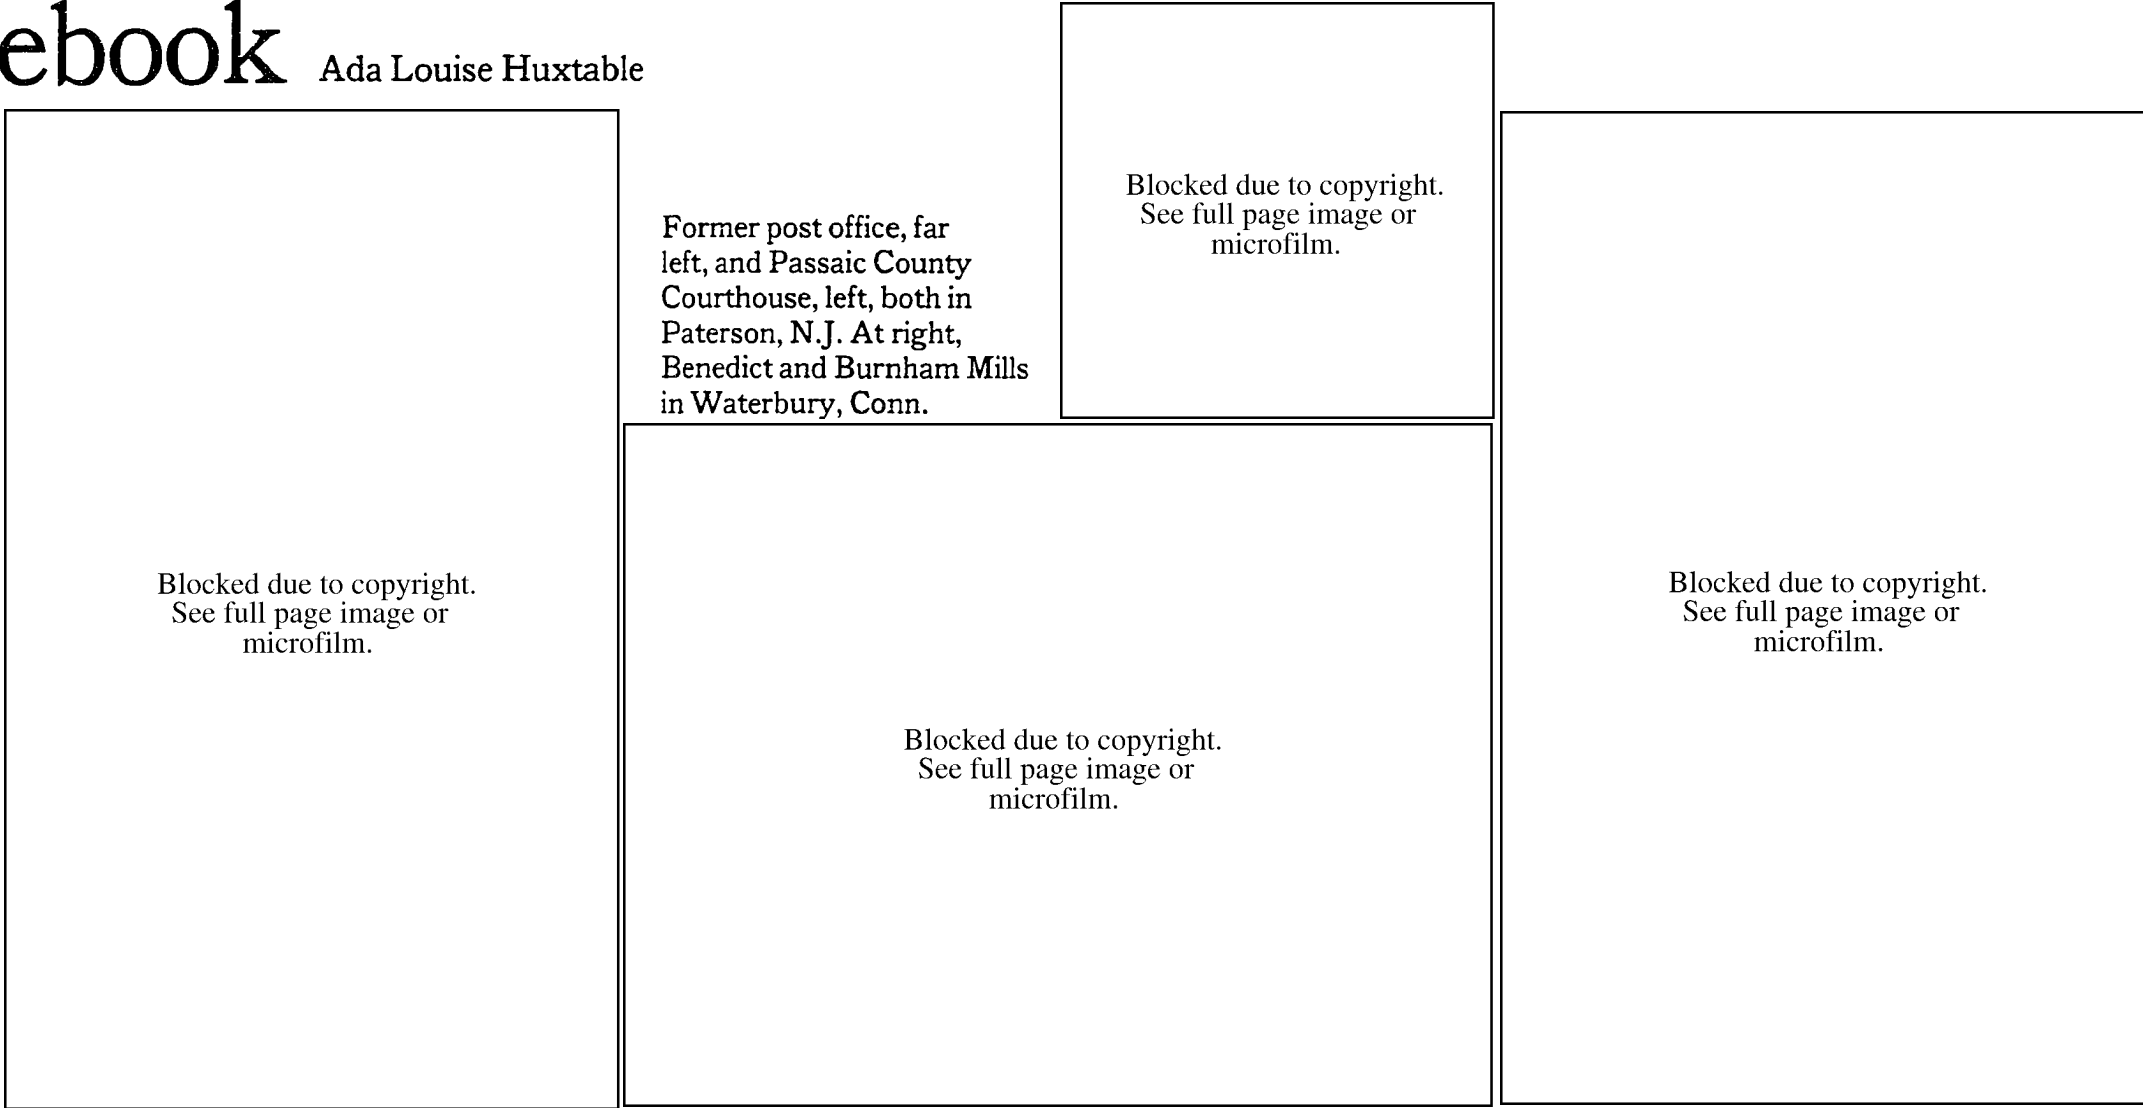 ebook Ada Louise Huxtable
Blocked due to copyright.
See full page image or
microfilm.
Former post office, far
left, and Passaic County
Courthouse, left, both in
Paterson, N.J. At right,
Benedict and Burnham Mills
in Waterbury, Conn.
Blocked due to copyright.
See full page image or
microfilm.
Blocked due to copyright.
See full page image or
microfilm.
Blocked due to copyright.
See full page image or
microfilm.